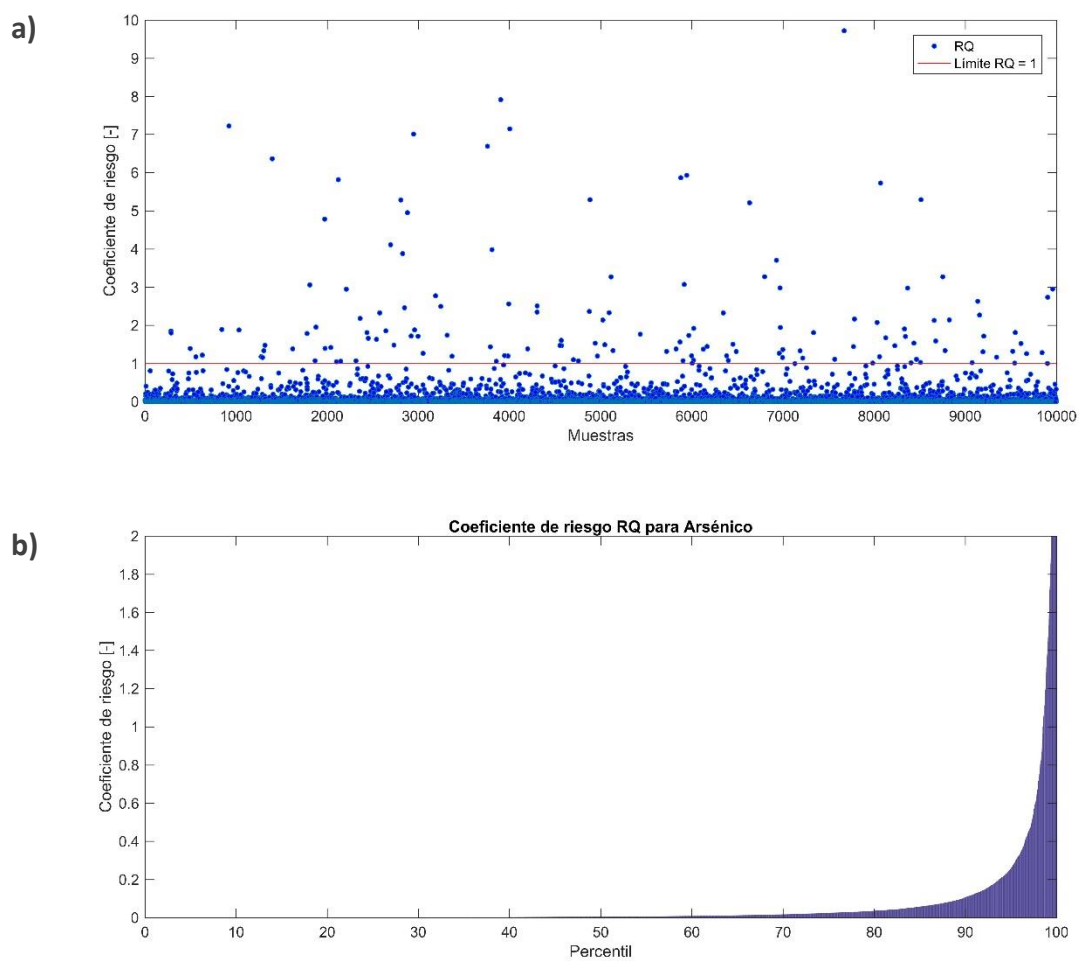 a)
10
9
8
7
6
5
4
3
2
1
0
Coeficiente de riesgo [-]
RQ
Límite RQ = 1
0 1000 2000 3000 4000 5000 6000 7000 8000 9000 10000
Muestras
b)
Coeficiente de riesgo RQ para Arsénico
2
1.8
1.6
1.4
1.2
1
0.8
0.6
0.4
0.2
0
Coeficiente de riesgo [-]
0 10 20 30 40 50 60 70 80 90 100
Percentil